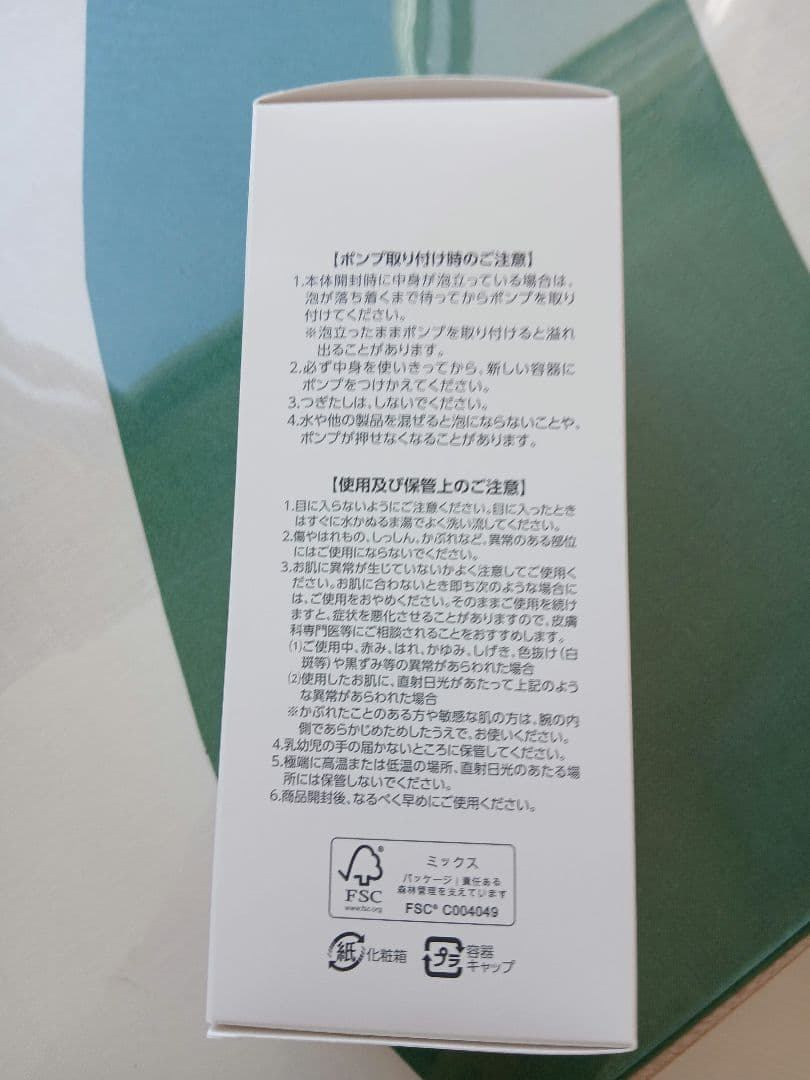 【ポンプ取り付け時のご注意】
1.本体開封時に中身が泡立っている場合は、
泡が落ち着くまで待ってからポンプを取り
付けてください。
※泡立ったままポンプを取り付けると溢れ
出ることがあります。
2.必ず中身を使いきってから、新しい容器に
ポンプをつけかえてください。
3.つぎたしは、しないでください。
4.水や他の製品を混ぜると泡にならないことや、
ポンプが押せなくなることがあります。
【使用及び保管上のご注意】
1.目に入らないようにご注意ください。目に入ったとき
はすぐに水かぬるま湯でよく洗い流してください。
2.傷やはれもの、しっしん、かぶれなど、異常のある部位
にはご使用にならないでください。
3.お肌に異常が生じていないかよく注意してご使用く
ださい。お肌に合わないとき即ち次のような場合に
は、ご使用をおやめください。そのままご使用を続け
ますと、症状を悪化させることがありますので、皮膚
科専門医等にご相談されることをおすすめします。
(1)ご使用中、赤み、はれ、かゆみ、しげき、色抜け(白
斑等)や黒ずみ等の異常があらわれた場合
(2)使用したお肌に、直射日光があたって上記のよう
な異常があらわれた場合
※かぶれたことのある方や敏感な肌の方は、腕の内
側であらかじめためしたうえで、お使いください。
4.乳幼児の手の届かないところに保管してください。
5.極端に高温または低温の場所、直射日光のあたる場
所には保管しないでください。
6.商品開封後、なるべく早めにご使用ください。
FSC®
www.fsc.org
ミックス
パッケージ|責任ある
森林管理を支えています
FSC® C004049
紙 化粧箱
プラ 容器
キャップ